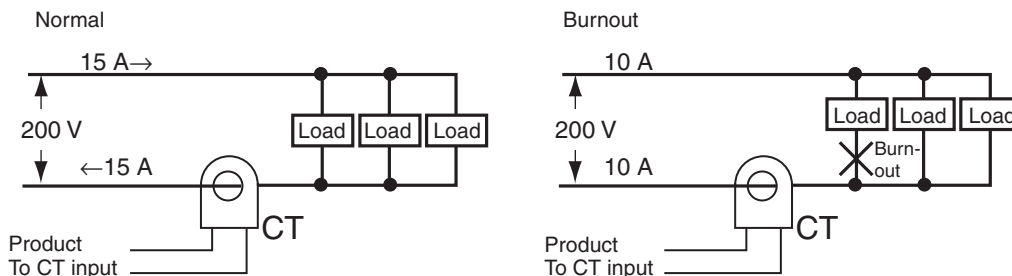 Normal
15 A→
200 V
Load Load Load
←15 A
CT
Product
To CT input
Burnout
10 A
200 V
Load Load Load
Burn-
out
10 A
CT
Product
To CT input